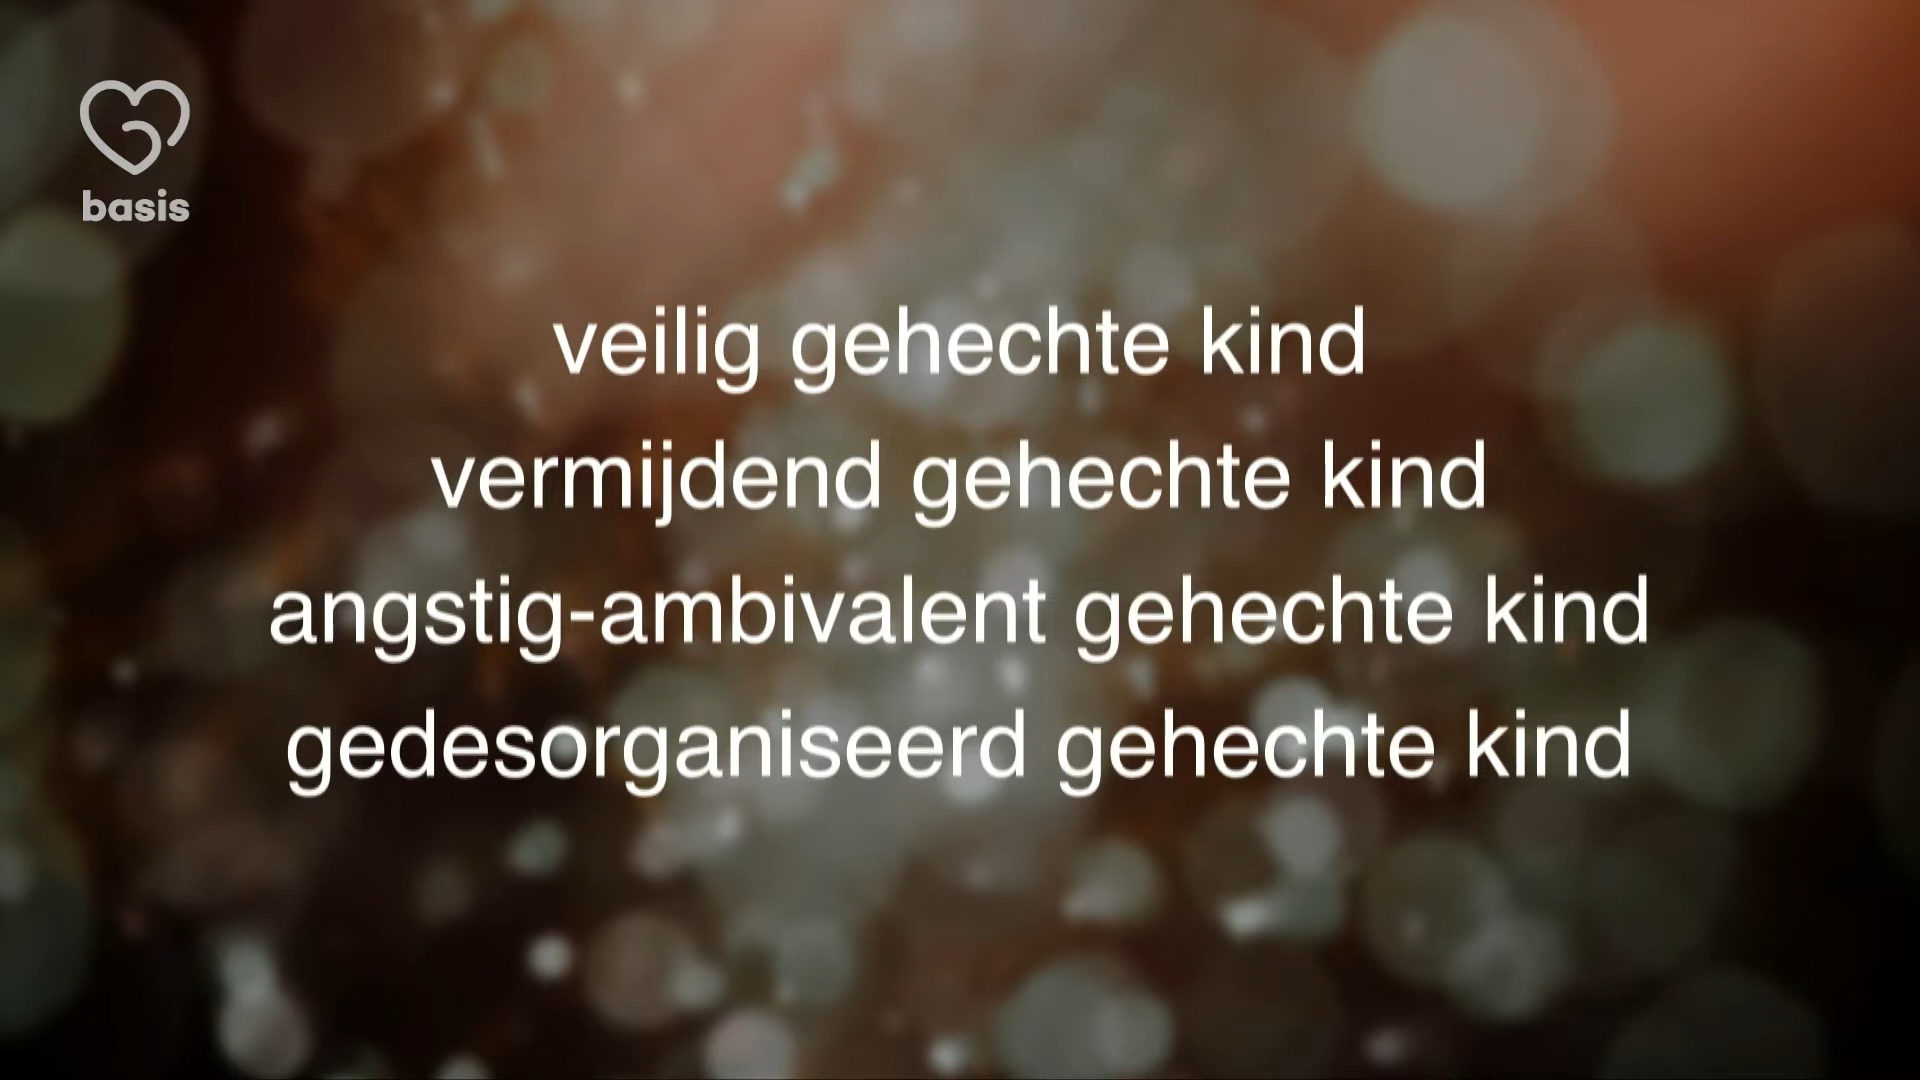 basis
veilig gehechte kind
vermijdend gehechte kind
angstig-ambivalent gehechte kind
gedesorganiseerd gehechte kind